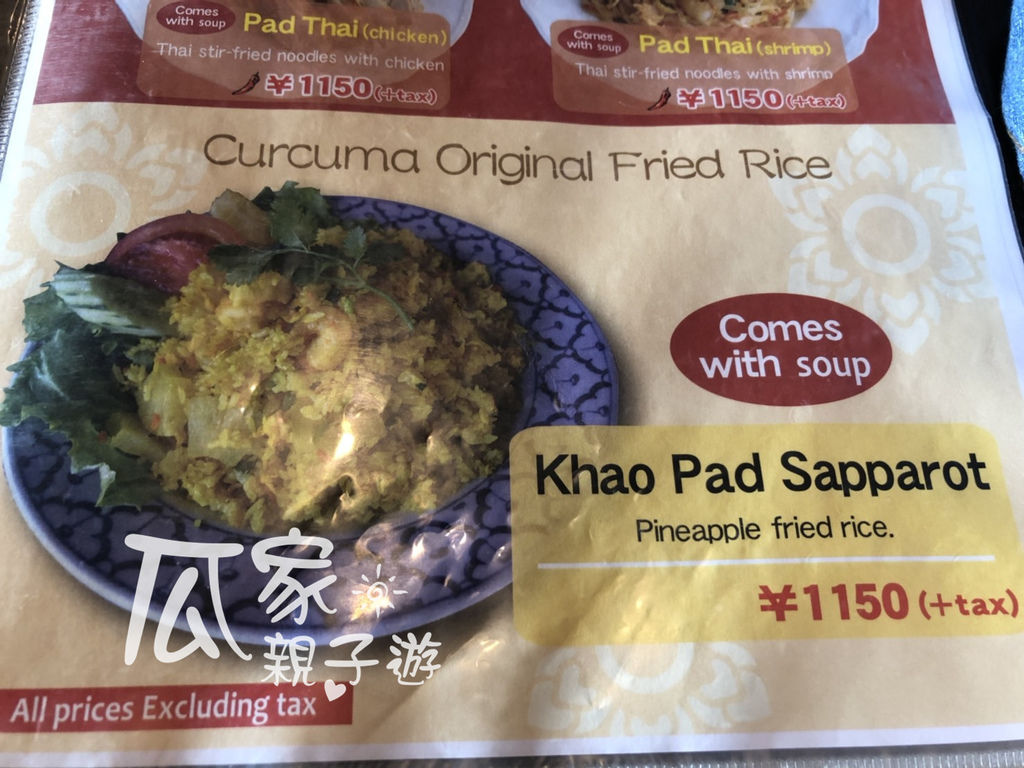 Comes
with soup
Pad Thai (chicken)
Thai stir-fried noodles with chicken
¥1150 (+tax)
Comes
with soup
Pad Thai (shrimp)
Thai stir-fried noodles with shrimp
¥1150 (+tax)
Curcuma Original Fried Rice
Comes
with soup
Khao Pad Sapparot
Pineapple fried rice.
¥1150 (+tax)
瓜家
親子遊
All prices Excluding tax